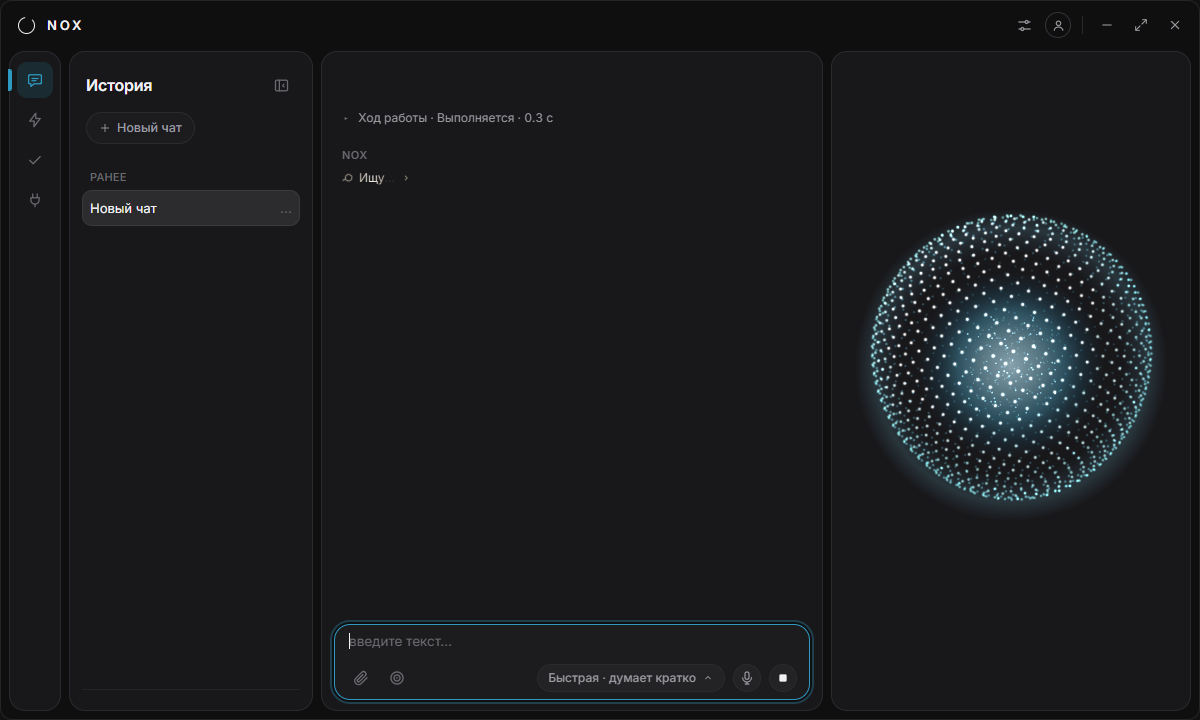 NOX
История
+ Новый чат
РАНЕЕ
Новый чат
...
Ход работы · Выполняется · 0.3 с
NOX
Ищу...
введите текст...
Быстрая · думает кратко